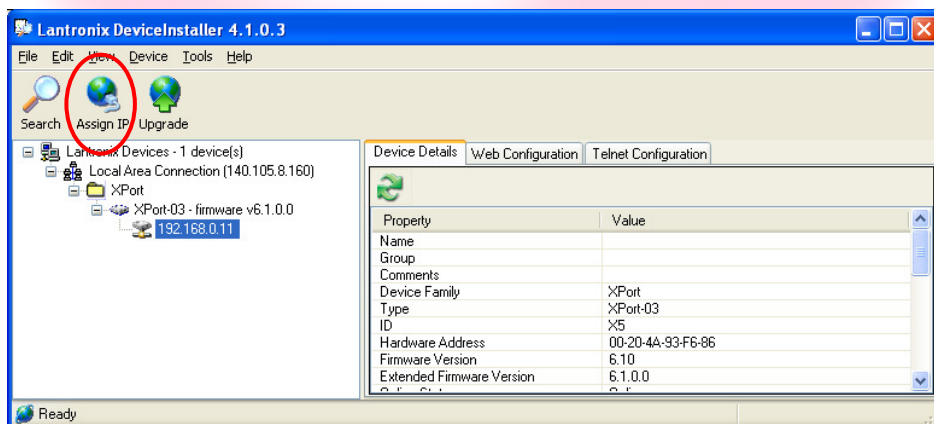 Lantronix DeviceInstaller 4.1.0.3
File Edit View Device Tools Help
Search Assign IP Upgrade
Lantronix Devices - 1 device(s)
Local Area Connection (140.105.8.160)
XPort
XPort-03 - firmware v6.1.0.0
192.168.0.11
Device Details Web Configuration Telnet Configuration
Property Value
Name
Group
Comments
Device Family XPort
Type XPort-03
ID X5
Hardware Address 00-20-4A-93-F6-86
Firmware Version 6.10
Extended Firmware Version 6.1.0.0
Ready